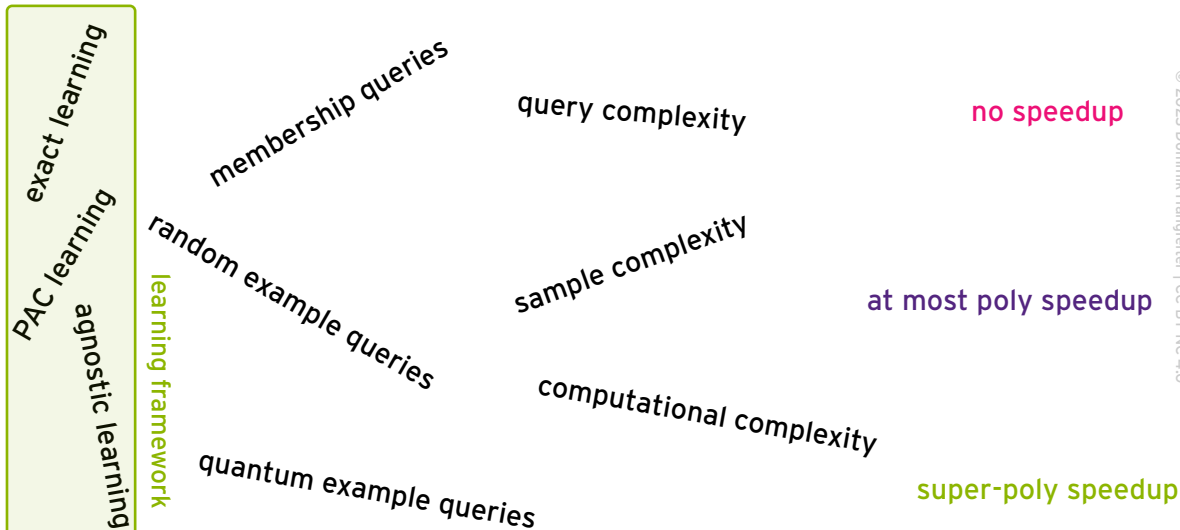 exact learning
PAC learning
agnostic learning
learning framework
membership queries
random example queries
quantum example queries
query complexity
sample complexity
computational complexity
no speedup
at most poly speedup
super-poly speedup